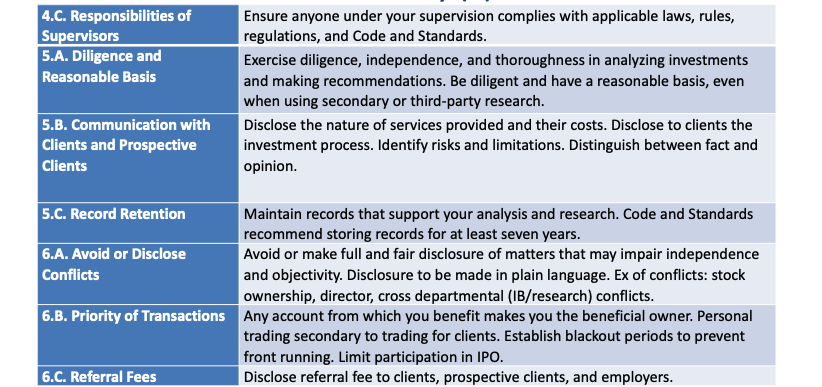 4.C. Responsibilities of
Supervisors
Ensure anyone under your supervision complies with applicable laws, rules,
regulations, and Code and Standards.
5.A. Diligence and
Reasonable Basis
Exercise diligence, independence, and thoroughness in analyzing investments
and making recommendations. Be diligent and have a reasonable basis, even
when using secondary or third-party research.
5.B. Communication with
Clients and Prospective
Clients
Disclose the nature of services provided and their costs. Disclose to clients the
investment process. Identify risks and limitations. Distinguish between fact and
opinion.
5.C. Record Retention
Maintain records that support your analysis and research. Code and Standards
recommend storing records for at least seven years.
6.A. Avoid or Disclose
Conflicts
Avoid or make full and fair disclosure of matters that may impair independence
and objectivity. Disclosure to be made in plain language. Ex of conflicts: stock
ownership, director, cross departmental (IB/research) conflicts.
6.B. Priority of Transactions
Any account from which you benefit makes you the beneficial owner. Personal
trading secondary to trading for clients. Establish blackout periods to prevent
front running. Limit participation in IPO.
6.C. Referral Fees
Disclose referral fee to clients, prospective clients, and employers.